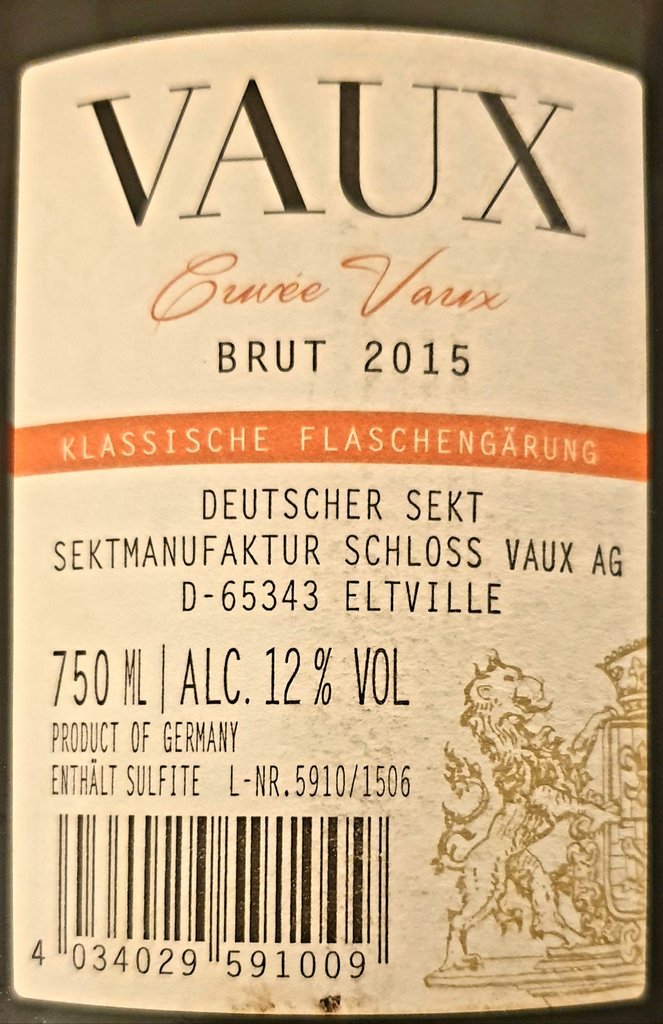 VAUX
Cuvée Vaux
BRUT 2015
KLASSISCHE FLASCHENGÄRUNG
DEUTSCHER SEKT
SEKTMANUFAKTUR SCHLOSS VAUX AG
D-65343 ELTVILLE
750 ML | ALC. 12 % VOL
PRODUCT OF GERMANY
ENTHÄLT SULFITE L-NR.5910/1506
4 034029 591009